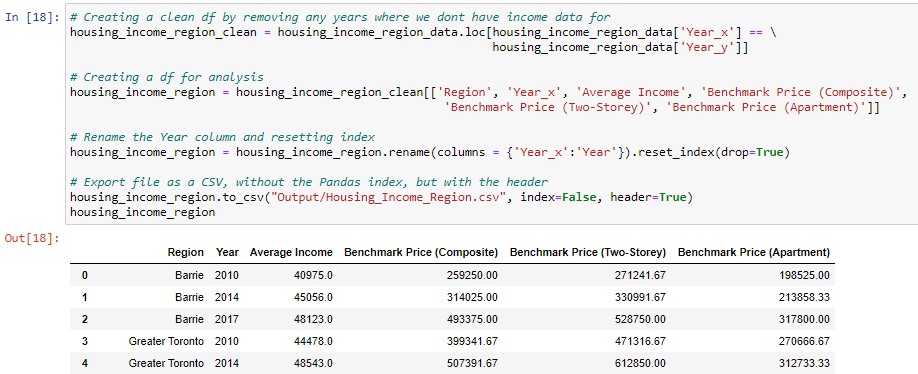 In [18]: # Creating a clean df by removing any years where we dont have income data for
housing_income_region_clean = housing_income_region_data.loc[housing_income_region_data['Year_x'] == \
housing_income_region_data['Year_y']]
# Creating a df for analysis
housing_income_region = housing_income_region_clean[['Region', 'Year_x', 'Average Income', 'Benchmark Price (Composite)',
'Benchmark Price (Two-Storey)', 'Benchmark Price (Apartment)']]
# Rename the Year column and resetting index
housing_income_region = housing_income_region.rename(columns = {'Year_x':'Year'}).reset_index(drop=True)
# Export file as a CSV, without the Pandas index, but with the header
housing_income_region.to_csv("Output/Housing_Income_Region.csv", index=False, header=True)
housing_income_region
Out[18]:
Region Year Average Income Benchmark Price (Composite) Benchmark Price (Two-Storey) Benchmark Price (Apartment)
0 Barrie 2010 40975.0 259250.00 271241.67 198525.00
1 Barrie 2014 45056.0 314025.00 330991.67 213858.33
2 Barrie 2017 48123.0 493375.00 528750.00 317800.00
3 Greater Toronto 2010 44478.0 399341.67 471316.67 270666.67
4 Greater Toronto 2014 48543.0 507391.67 612850.00 312733.33